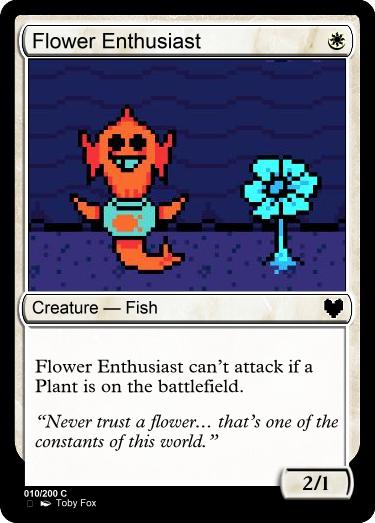 Flower Enthusiast
Creature — Fish
Flower Enthusiast can't attack if a
Plant is on the battlefield.
“Never trust a flower... that's one of the
constants of this world.”
2/1
010/200 C
Toby Fox